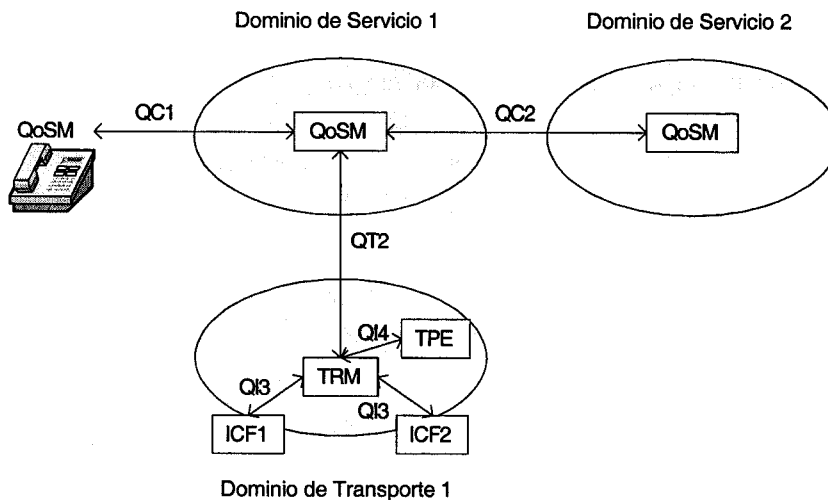 Dominio de Servicio 1
Dominio de Servicio 2
QoSM
QC1
QoSM
QC2
QoSM
QT2
QI4
TPE
TRM
QI3
QI3
ICF1
ICF2
Dominio de Transporte 1